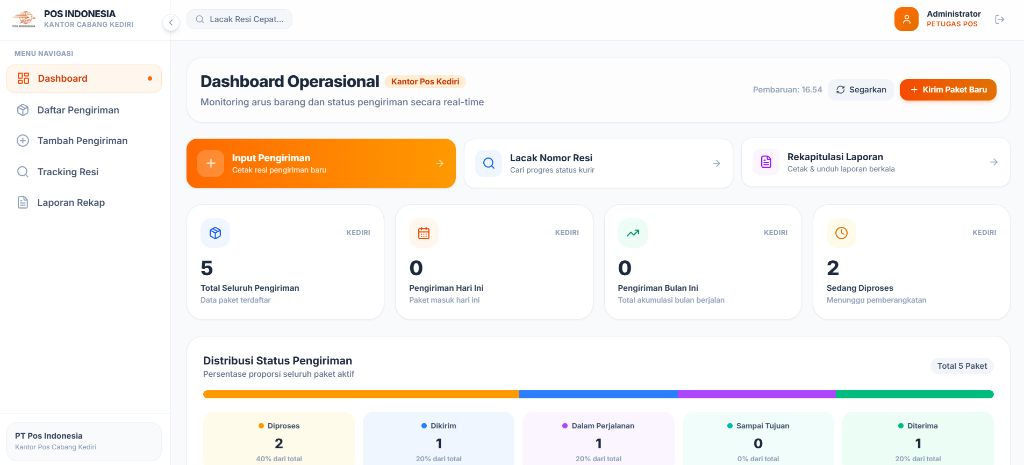 POS INDONESIA
KANTOR CABANG KEDIRI
Lacak Resi Cepat...
Administrator
PETUGAS POS
MENU NAVIGASI
Dashboard
Daftar Pengiriman
Tambah Pengiriman
Tracking Resi
Laporan Rekap
PT Pos Indonesia
Kantor Pos Cabang Kediri
Dashboard Operasional
Kantor Pos Kediri
Monitoring arus barang dan status pengiriman secara real-time
Pembaruan: 16.54
Segarkan
Kirim Paket Baru
Input Pengiriman
Cetak resi pengiriman baru
Lacak Nomor Resi
Cari progres status kurir
Rekapitulasi Laporan
Cetak & unduh laporan berkala
KEDIRI
5
Total Seluruh Pengiriman
Data paket terdaftar
KEDIRI
0
Pengiriman Hari Ini
Paket masuk hari ini
KEDIRI
0
Pengiriman Bulan Ini
Total akumulasi bulan berjalan
KEDIRI
2
Sedang Diproses
Menunggu pemberangkatan
Distribusi Status Pengiriman
Persentase proporsi seluruh paket aktif
Total 5 Paket
Diproses
2
40% dari total
Dikirim
1
20% dari total
Dalam Perjalanan
1
20% dari total
Sampai Tujuan
0
0% dari total
Diterima
1
20% dari total